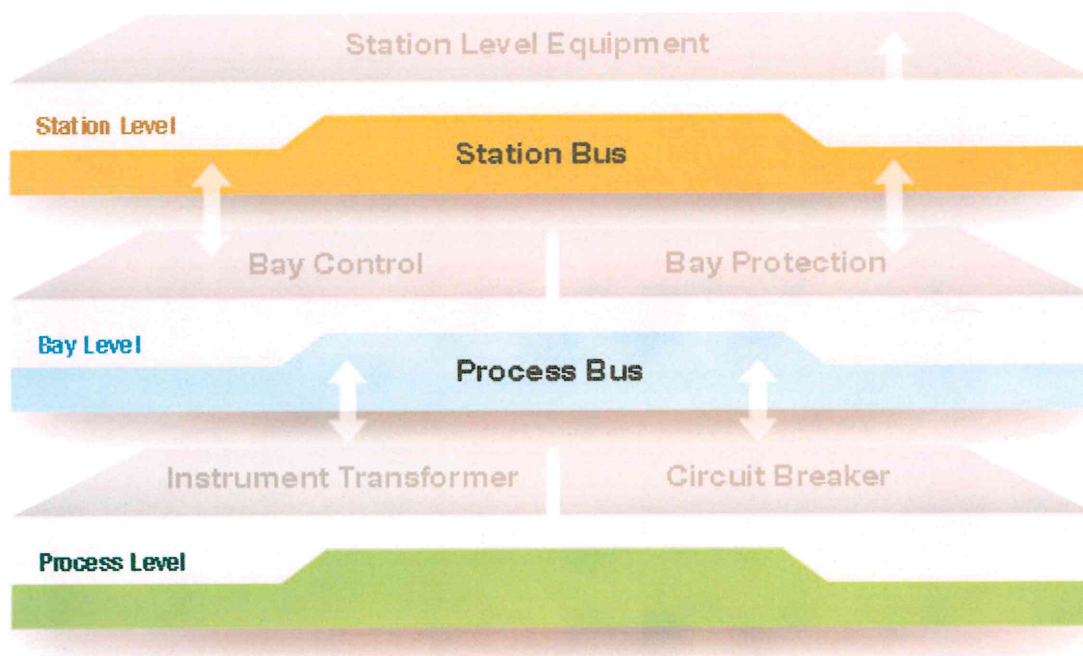 Station Level Equipment
Station Level
Station Bus
Bay Control
Bay Protection
Bay Level
Process Bus
Instrument Transformer
Circuit Breaker
Process Level